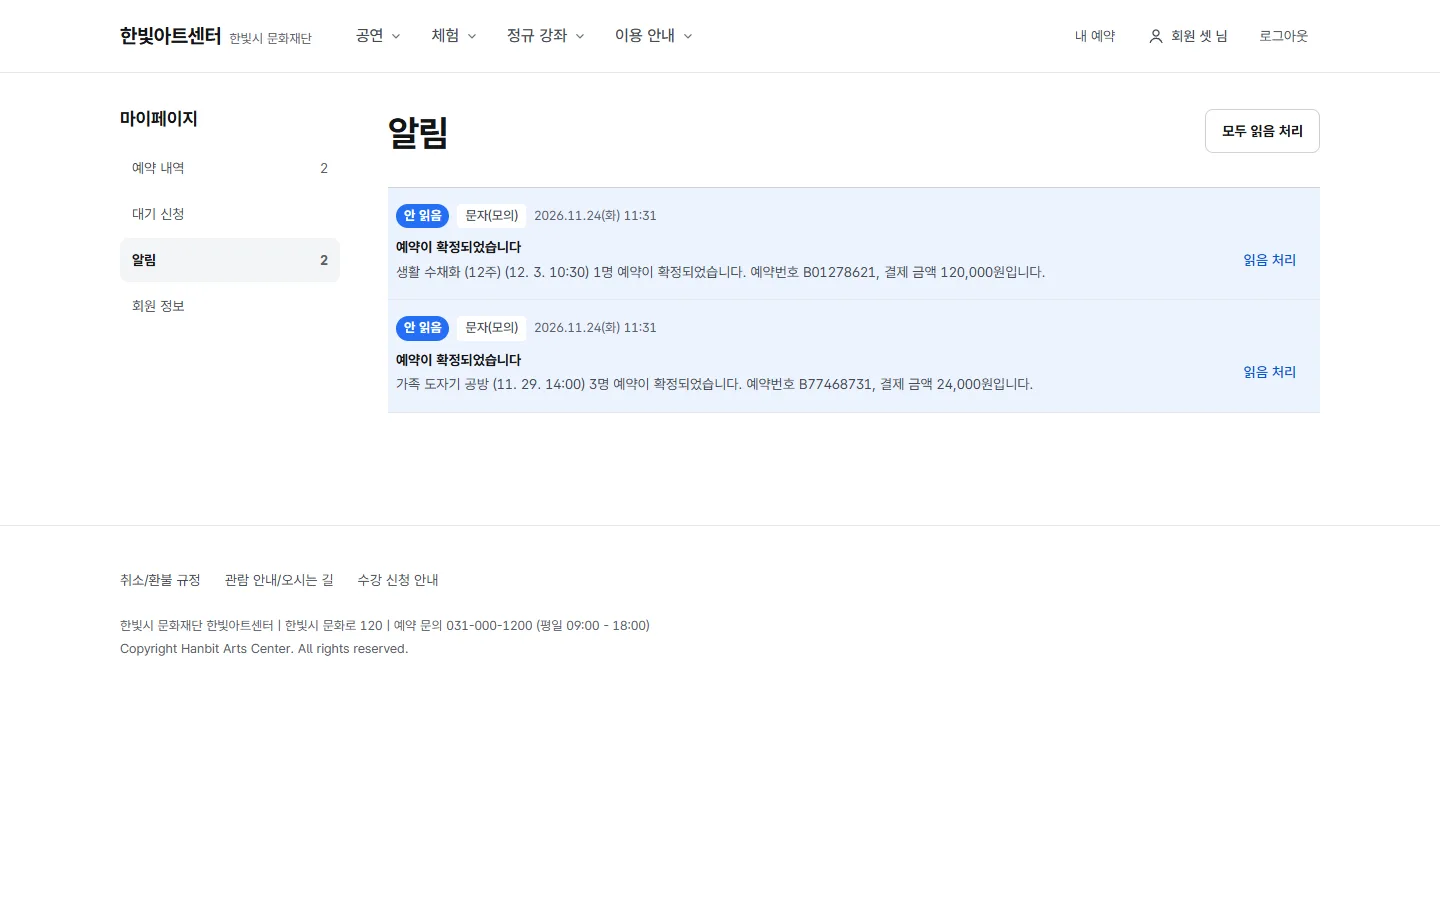 한빛아트센터 한빛시 문화재단 공연 체험 정규 강좌 이용 안내 내 예약 회원 셋 님 로그아웃
마이페이지
예약 내역 2
대기 신청
알림 2
회원 정보
알림 모두 읽음 처리
안 읽음 문자(모의) 2026.11.24(화) 11:31
예약이 확정되었습니다
생활 수채화 (12주) (12. 3. 10:30) 1명 예약이 확정되었습니다. 예약번호 B01278621, 결제 금액 120,000원입니다.
읽음 처리
안 읽음 문자(모의) 2026.11.24(화) 11:31
예약이 확정되었습니다
가족 도자기 공방 (11. 29. 14:00) 3명 예약이 확정되었습니다. 예약번호 B77468731, 결제 금액 24,000원입니다.
읽음 처리
취소/환불 규정 관람 안내/오시는 길 수강 신청 안내
한빛시 문화재단 한빛아트센터 | 한빛시 문화로 120 | 예약 문의 031-000-1200 (평일 09:00 - 18:00)
Copyright Hanbit Arts Center. All rights reserved.